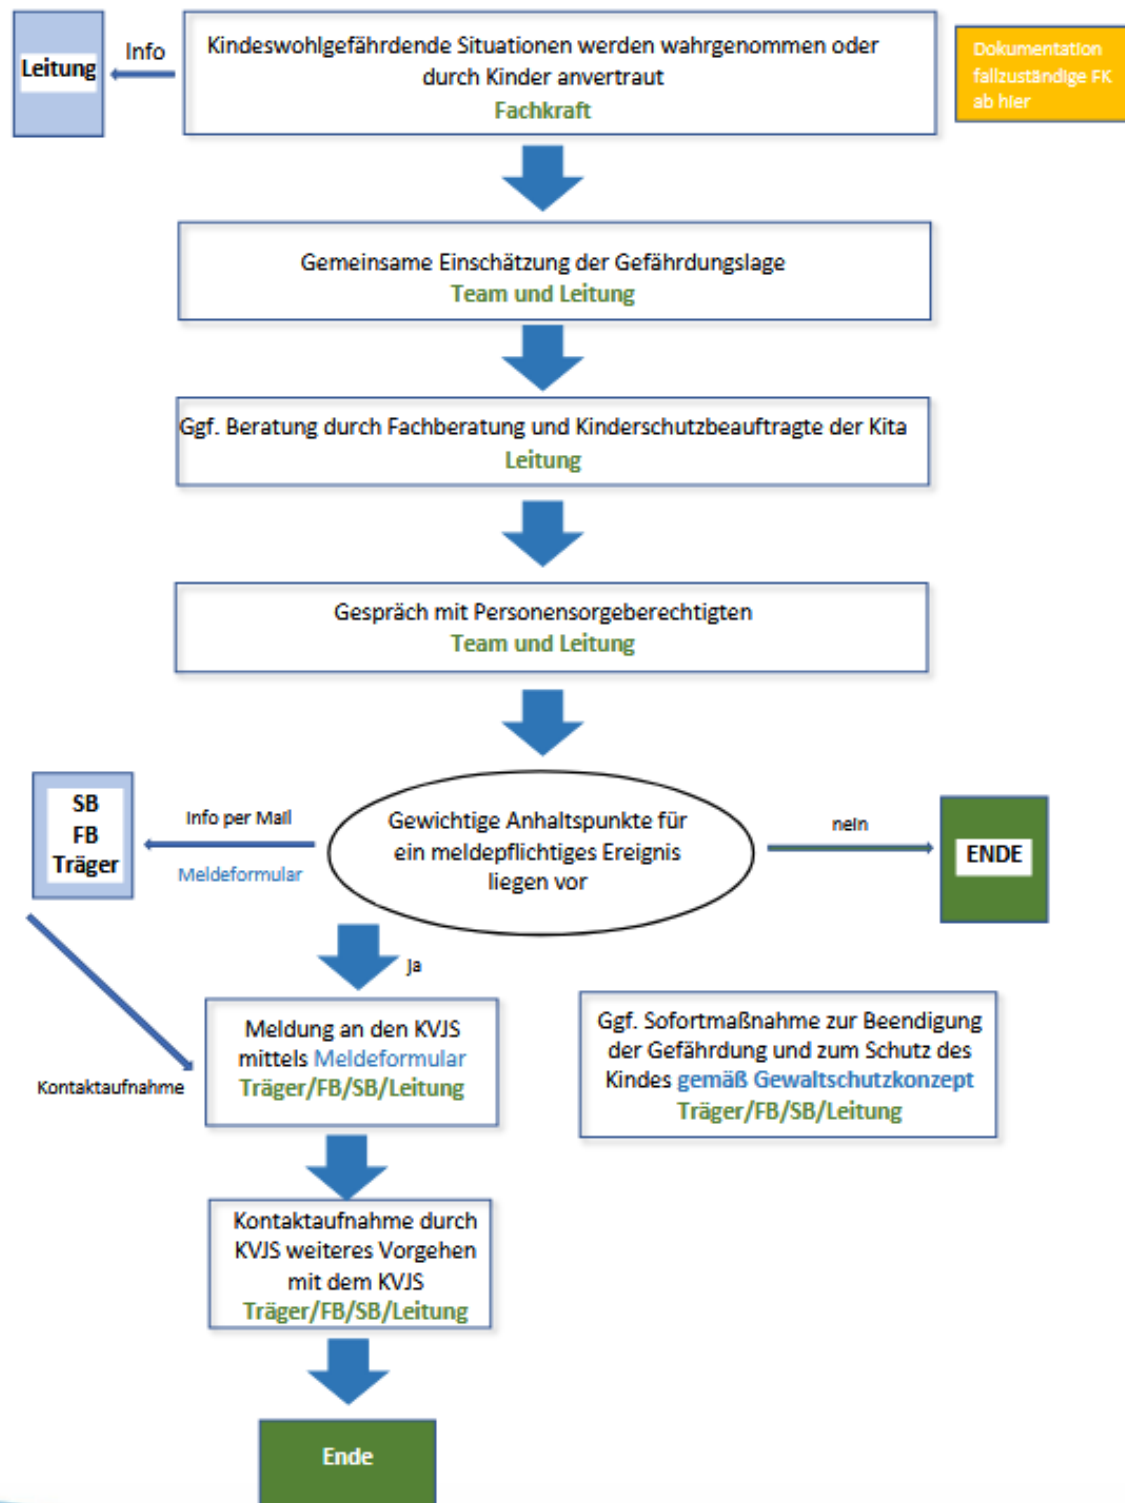 Leitung
Info
Kindeswohlgefährdende Situationen werden wahrgenommen oder
durch Kinder anvertraut
Fachkraft
Dokumentation
fallzuständige FK
ab hier
Gemeinsame Einschätzung der Gefährdungslage
Team und Leitung
Ggf. Beratung durch Fachberatung und Kinderschutzbeauftragte der Kita
Leitung
Gespräch mit Personensorgeberechtigten
Team und Leitung
SB
FB
Träger
Info per Mail
Meldeformular
Gewichtige Anhaltspunkte für
ein meldepflichtiges Ereignis
liegen vor
nein
ENDE
Ja
Kontaktaufnahme
Meldung an den KVJS
mittels Meldeformular
Träger/FB/SB/Leitung
Ggf. Sofortmaßnahme zur Beendigung
der Gefährdung und zum Schutz des
Kindes gemäß Gewaltschutzkonzept
Träger/FB/SB/Leitung
Kontaktaufnahme durch
KVJS weiteres Vorgehen
mit dem KVJS
Träger/FB/SB/Leitung
Ende